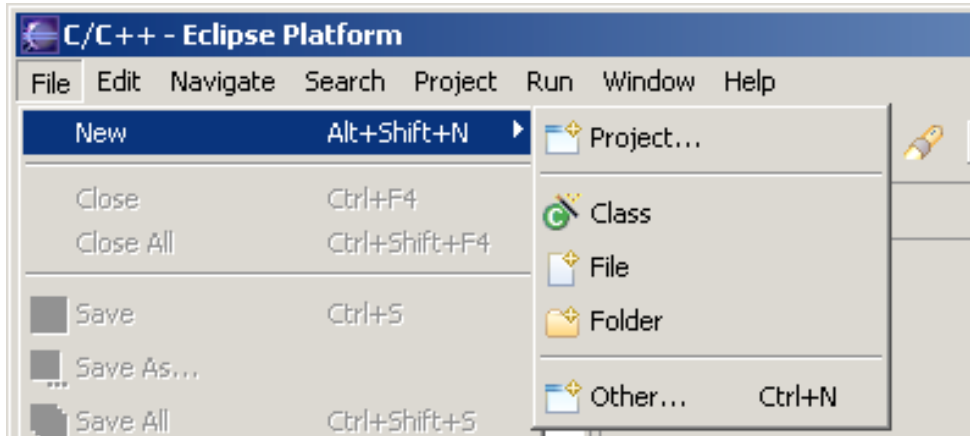 C/C++ - Eclipse Platform
File Edit Navigate Search Project Run Window Help
New Alt+Shift+N
Close Ctrl+F4
Close All Ctrl+Shift+F4
Save Ctrl+S
Save As...
Save All Ctrl+Shift+S
Project...
Class
File
Folder
Other... Ctrl+N